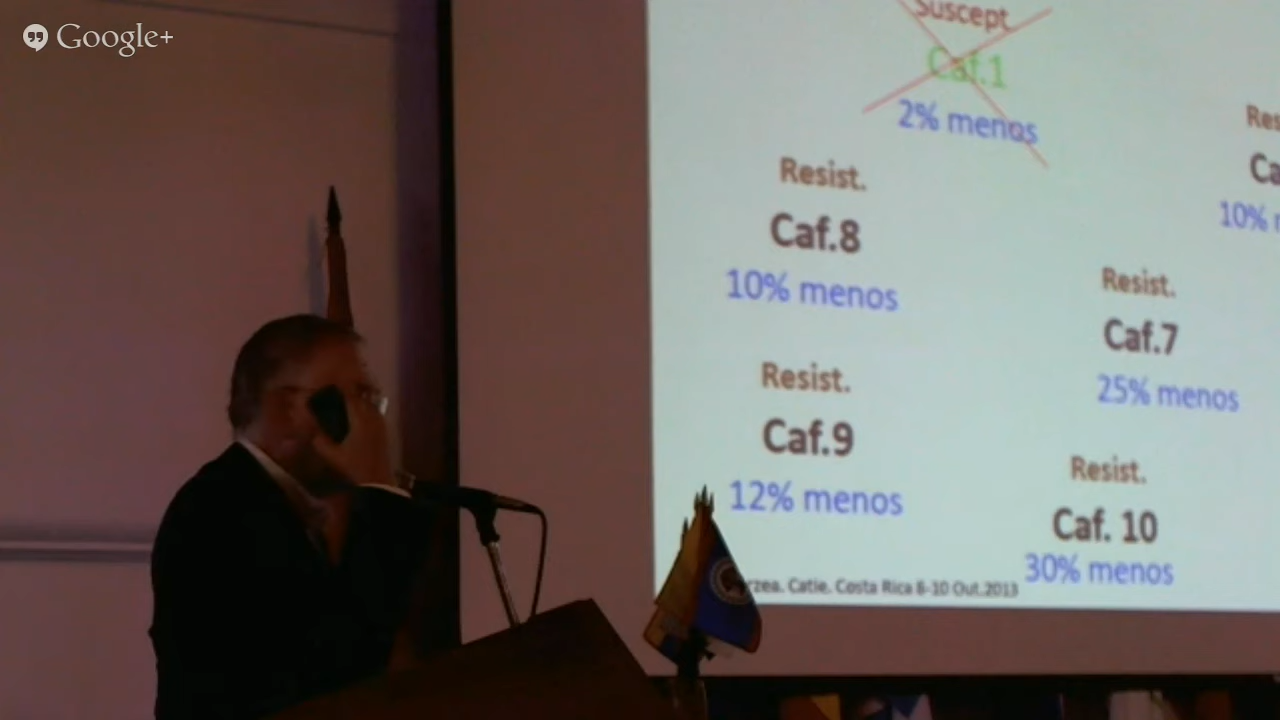 Google+
Suscept
Caf.1
2% menos
Resist.
Caf.8
10% menos
10%
Resist.
Caf.7
25% menos
Resist.
Caf.9
12% menos
Resist.
Caf. 10
30% menos
Catie. Costa Rica 8-10 Out.2013